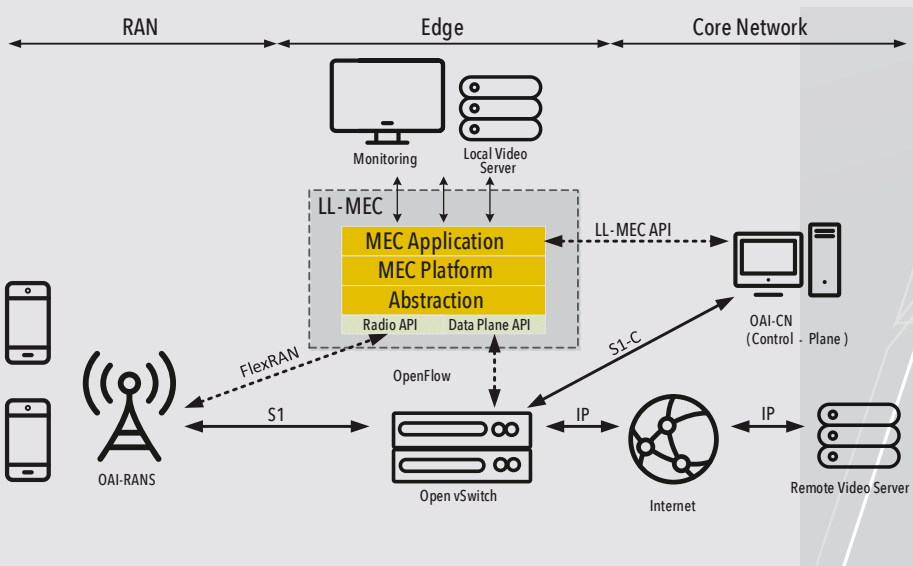 RAN
Edge
Core Network
Monitoring
Local Video
Server
LL-MEC
MEC Application
MEC Platform
Abstraction
Radio API
Data Plane API
LL-MEC API
OAI-CN
(Control - Plane)
S1-C
FlexRAN
OpenFlow
S1
IP
IP
OAI-RANS
Open vSwitch
Internet
Remote Video Server